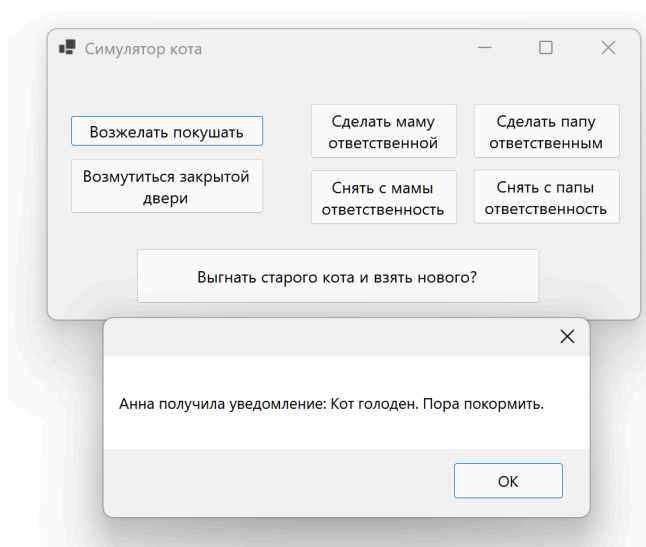 Симулятор кота
Возжелать покушать
Сделать маму
ответственной
Сделать папу
ответственным
Возмутиться закрытой
двери
Снять с мамы
ответственность
Снять с папы
ответственность
Выгнать старого кота и взять нового?
Анна получила уведомление: Кот голоден. Пора покормить.
ОК